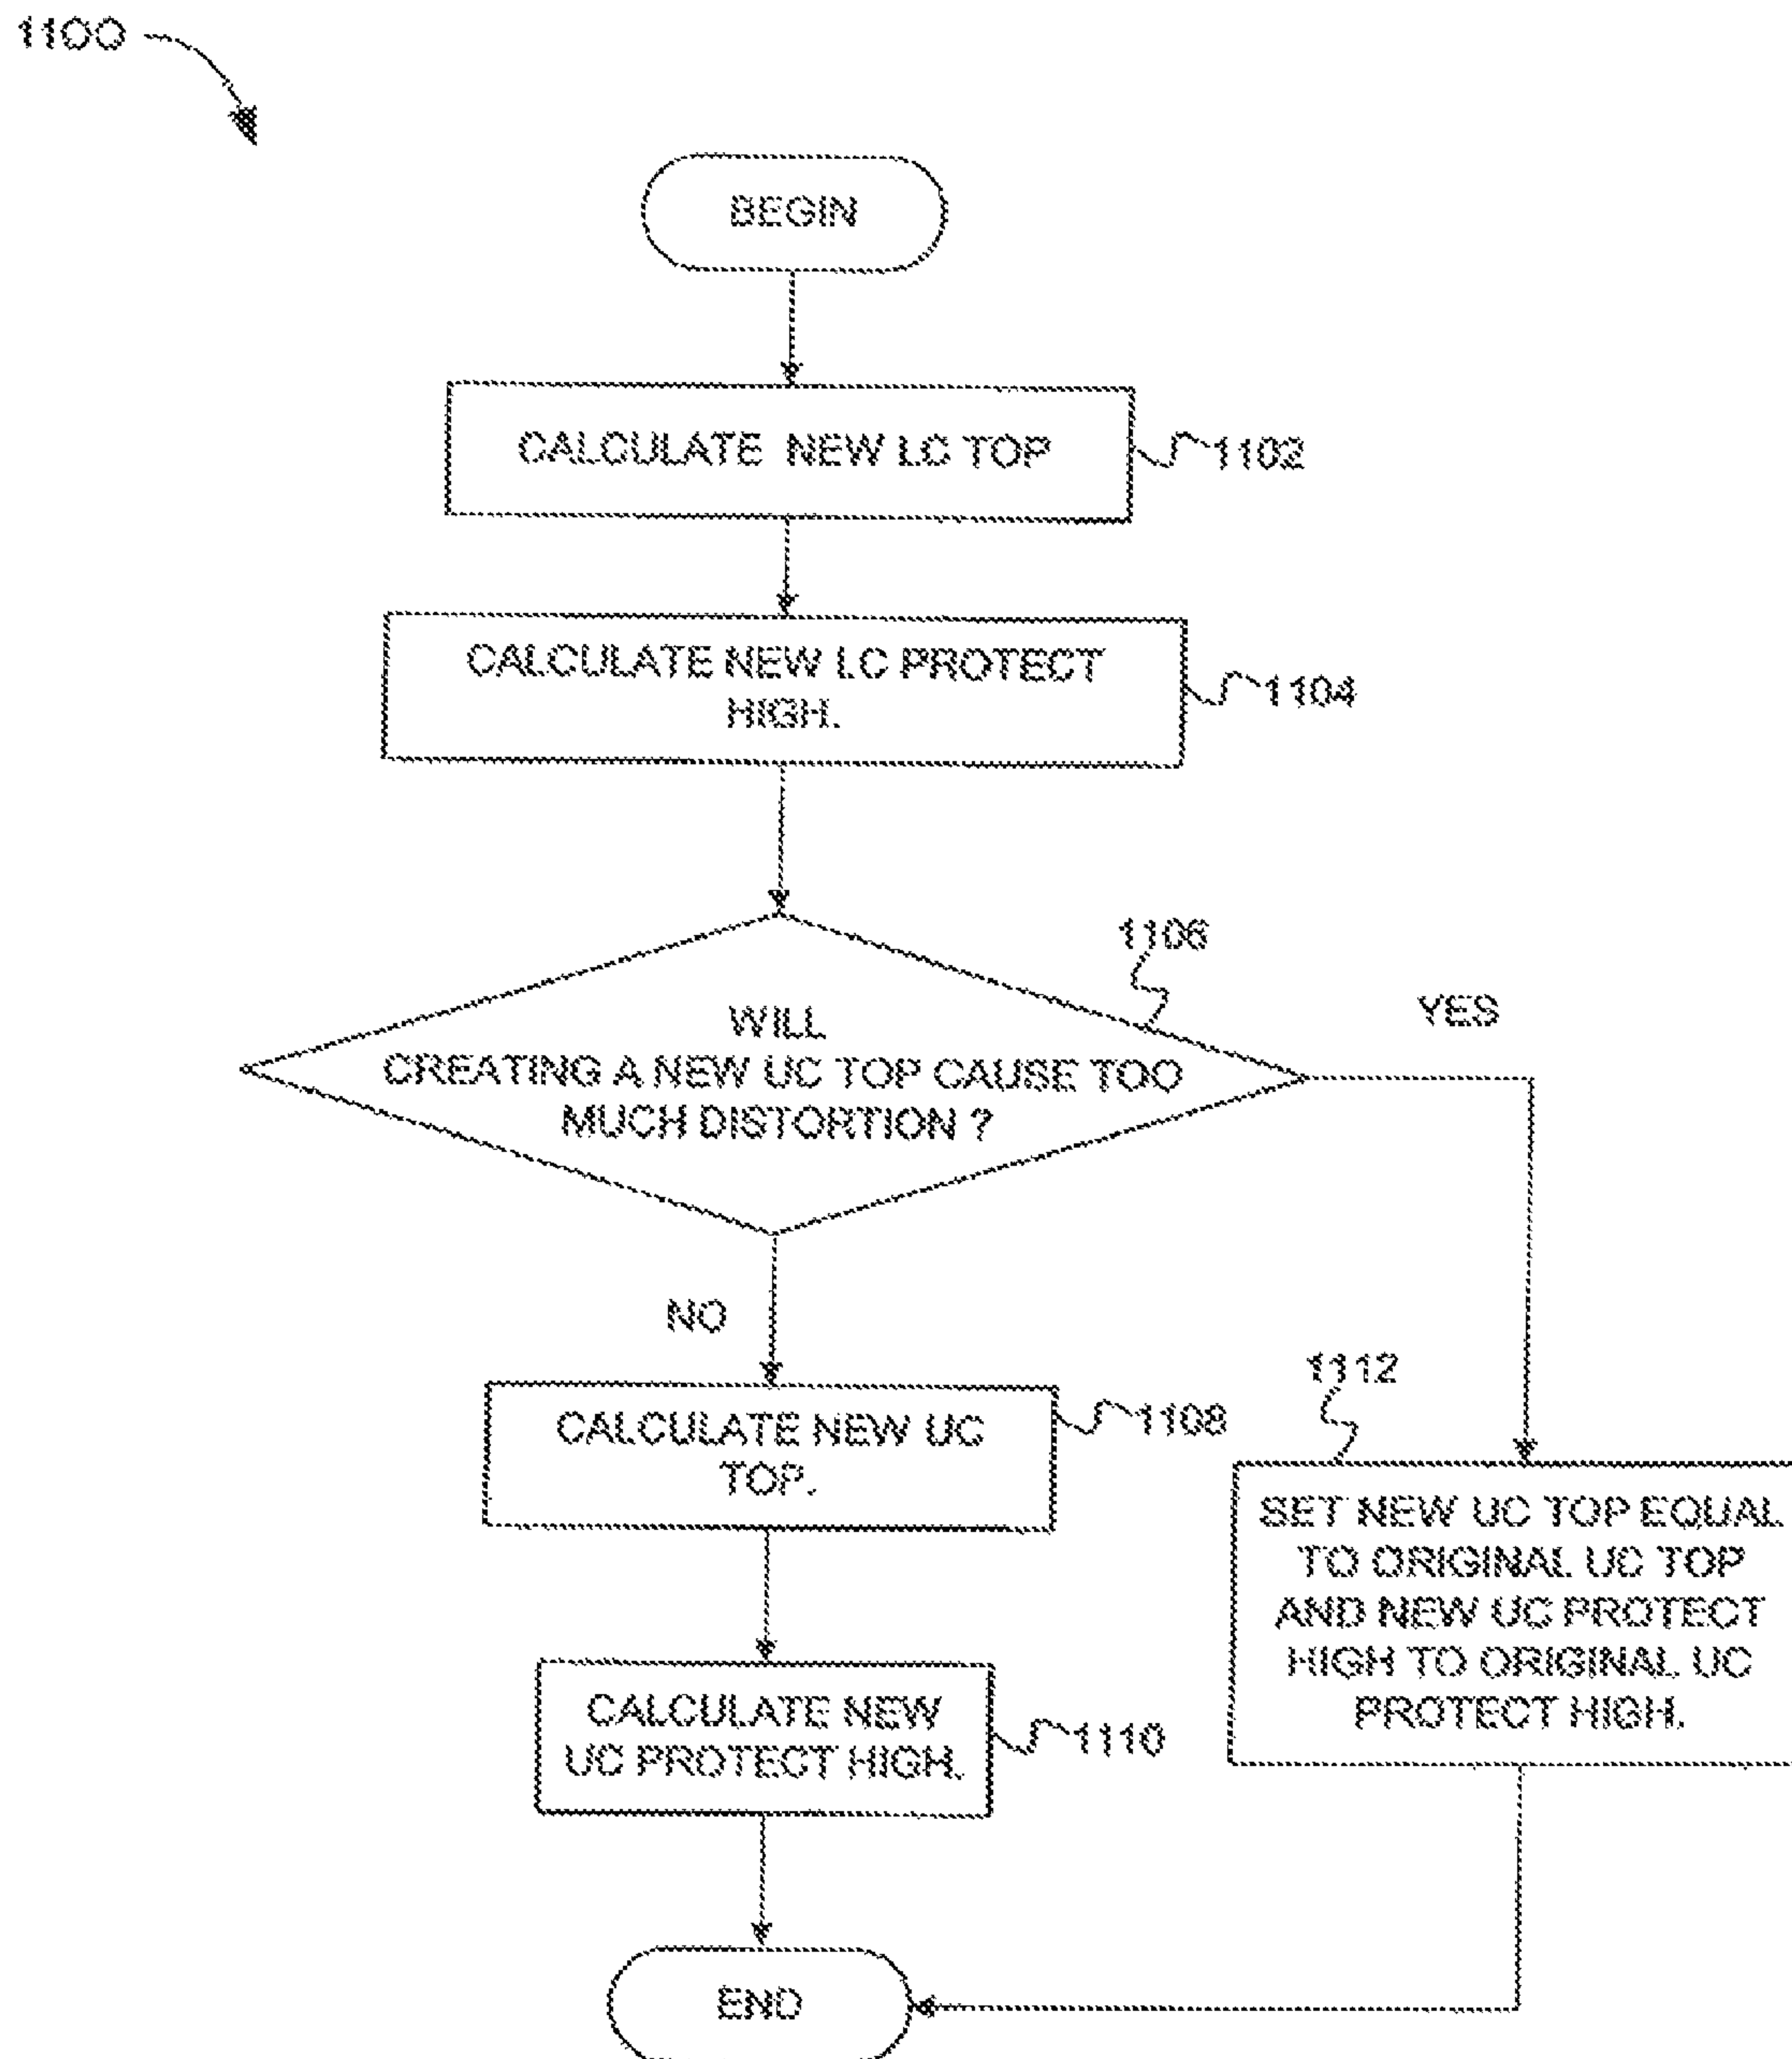 1100
BEGIN
CALCULATE NEW LC TOP
1102
CALCULATE NEW LC PROTECT
HIGH.
1104
1106
WILL
CREATING A NEW UC TOP CAUSE TOO
MUCH DISTORTION ?
YES
NO
CALCULATE NEW UC
TOP.
1108
1112
SET NEW UC TOP EQUAL
TO ORIGINAL UC TOP
AND NEW UC PROTECT
HIGH TO ORIGINAL UC
PROTECT HIGH.
CALCULATE NEW
UC PROTECT HIGH.
1110
END